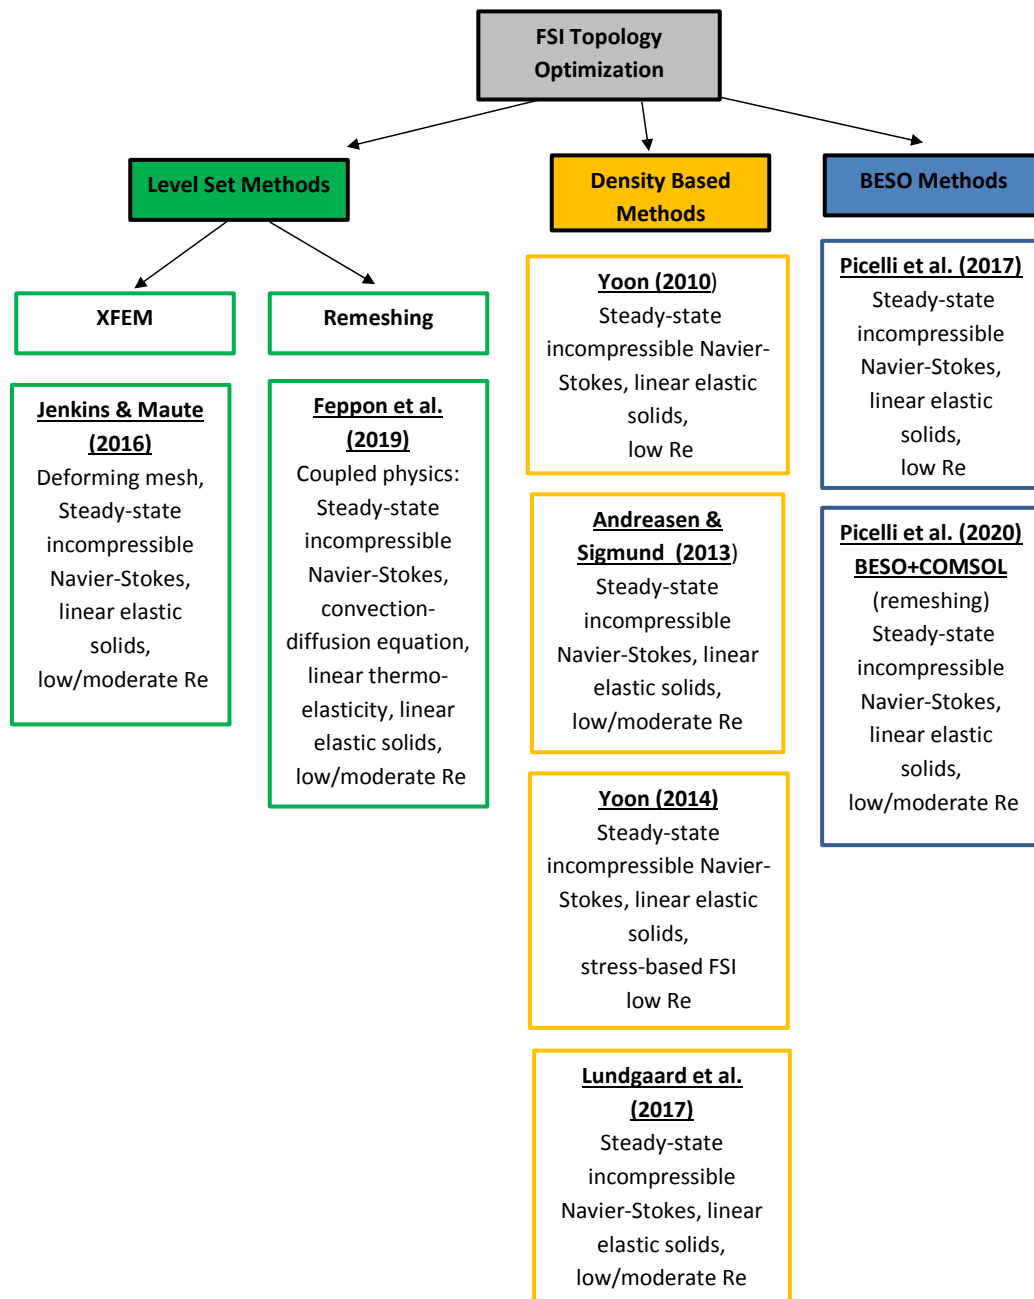 FSI Topology
Optimization
Level Set Methods
Density Based
Methods
BESO Methods
XFEM
Remeshing
Jenkins & Maute
(2016)
Deforming mesh,
Steady-state
incompressible
Navier-Stokes,
linear elastic
solids,
low/moderate Re
Feppon et al.
(2019)
Coupled physics:
Steady-state
incompressible
Navier-Stokes,
convection-
diffusion equation,
linear thermo-
elasticity, linear
elastic solids,
low/moderate Re
Yoon (2010)
Steady-state
incompressible Navier-
Stokes, linear elastic
solids,
low Re
Andreasen &
Sigmund (2013)
Steady-state
incompressible
Navier-Stokes, linear
elastic solids,
low/moderate Re
Yoon (2014)
Steady-state
incompressible Navier-
Stokes, linear elastic
solids,
stress-based FSI
low Re
Lundgaard et al.
(2017)
Steady-state
incompressible
Navier-Stokes, linear
elastic solids,
low/moderate Re
Picelli et al. (2017)
Steady-state
incompressible
Navier-Stokes,
linear elastic
solids,
low Re
Picelli et al. (2020)
BESO+COMSOL
(remeshing)
Steady-state
incompressible
Navier-Stokes,
linear elastic
solids,
low/moderate Re